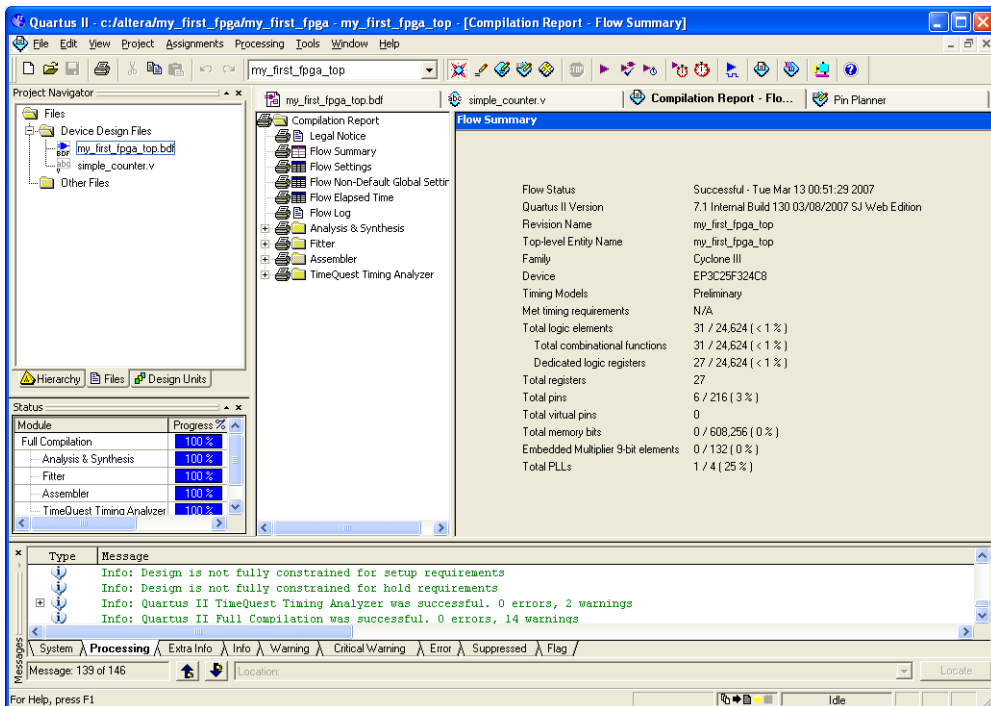 Quartus II - c:/altera/my_first_fpga/my_first_fpga - my_first_fpga_top - [Compilation Report - Flow Summary]
File Edit View Project Assignments Processing Tools Window Help
my_first_fpga_top
Project Navigator
Files
Device Design Files
my_first_fpga_top.bdf
simple_counter.v
Other Files
Hierarchy Files Design Units
Status
Module Progress %
Full Compilation 100 %
Analysis & Synthesis 100 %
Fitter 100 %
Assembler 100 %
TimeQuest Timing Analyzer 100 %
my_first_fpga_top.bdf simple_counter.v Compilation Report - Flo... Pin Planner
Compilation Report
Legal Notice
Flow Summary
Flow Settings
Flow Non-Default Global Settir
Flow Elapsed Time
Flow Log
Analysis & Synthesis
Fitter
Assembler
TimeQuest Timing Analyzer
Flow Summary
Flow Status Successful - Tue Mar 13 00:51:29 2007
Quartus II Version 7.1 Internal Build 130 03/08/2007 SJ Web Edition
Revision Name my_first_fpga_top
Top-level Entity Name my_first_fpga_top
Family Cyclone III
Device EP3C25F324C8
Timing Models Preliminary
Met timing requirements N/A
Total logic elements 31 / 24,624 ( < 1 % )
Total combinational functions 31 / 24,624 ( < 1 % )
Dedicated logic registers 27 / 24,624 ( < 1 % )
Total registers 27
Total pins 6 / 216 ( 3 % )
Total virtual pins 0
Total memory bits 0 / 608,256 ( 0 % )
Embedded Multiplier 9-bit elements 0 / 132 ( 0 % )
Total PLLs 1 / 4 ( 25 % )
Type Message
Info: Design is not fully constrained for setup requirements
Info: Design is not fully constrained for hold requirements
Info: Quartus II TimeQuest Timing Analyzer was successful. 0 errors, 2 warnings
Info: Quartus II Full Compilation was successful. 0 errors, 14 warnings
System Processing Extra Info Info Warning Critical Warning Error Suppressed Flag
Messages
Message: 139 of 146 Location: Locate
For Help, press F1 Idle